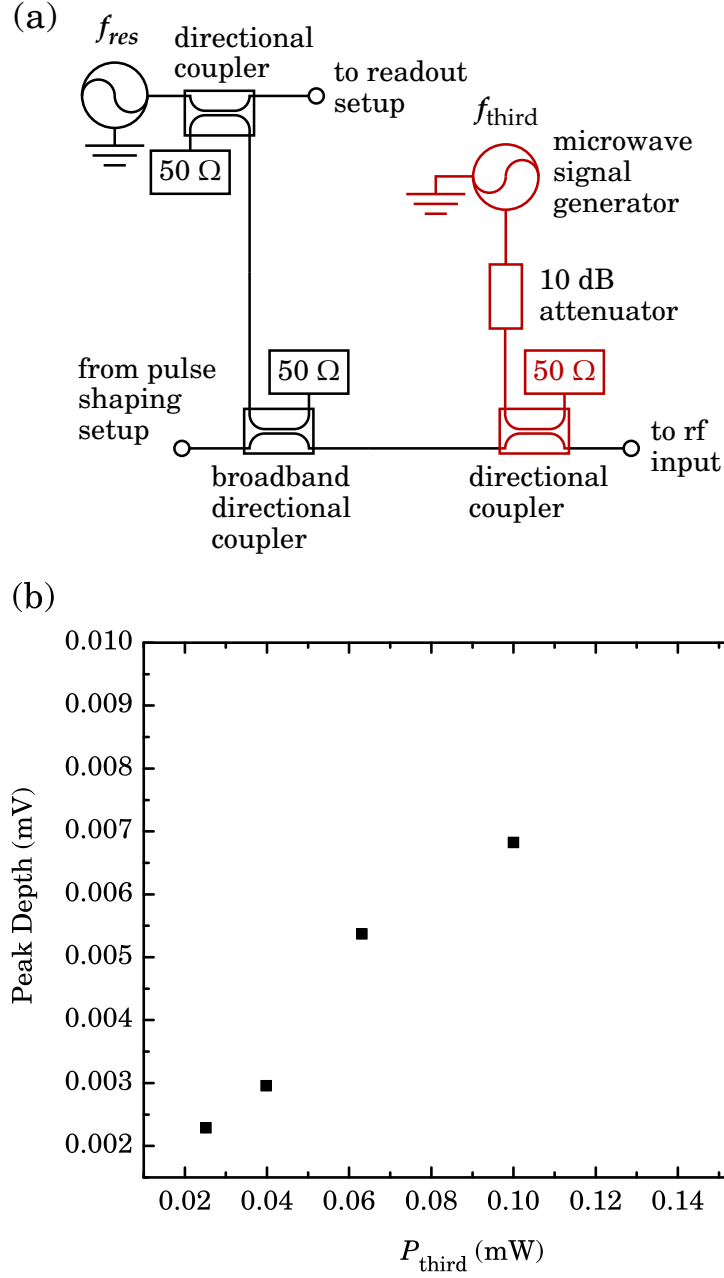 (a)
f_res
directional
coupler
to readout
setup
50 Ω
f_third
microwave
signal
generator
10 dB
attenuator
from pulse
shaping
setup
50 Ω
50 Ω
broadband
directional
coupler
directional
coupler
to rf
input
(b)
Peak Depth (mV)
0.010
0.009
0.008
0.007
0.006
0.005
0.004
0.003
0.002
0.02 0.04 0.06 0.08 0.10 0.12 0.14
P_third (mW)